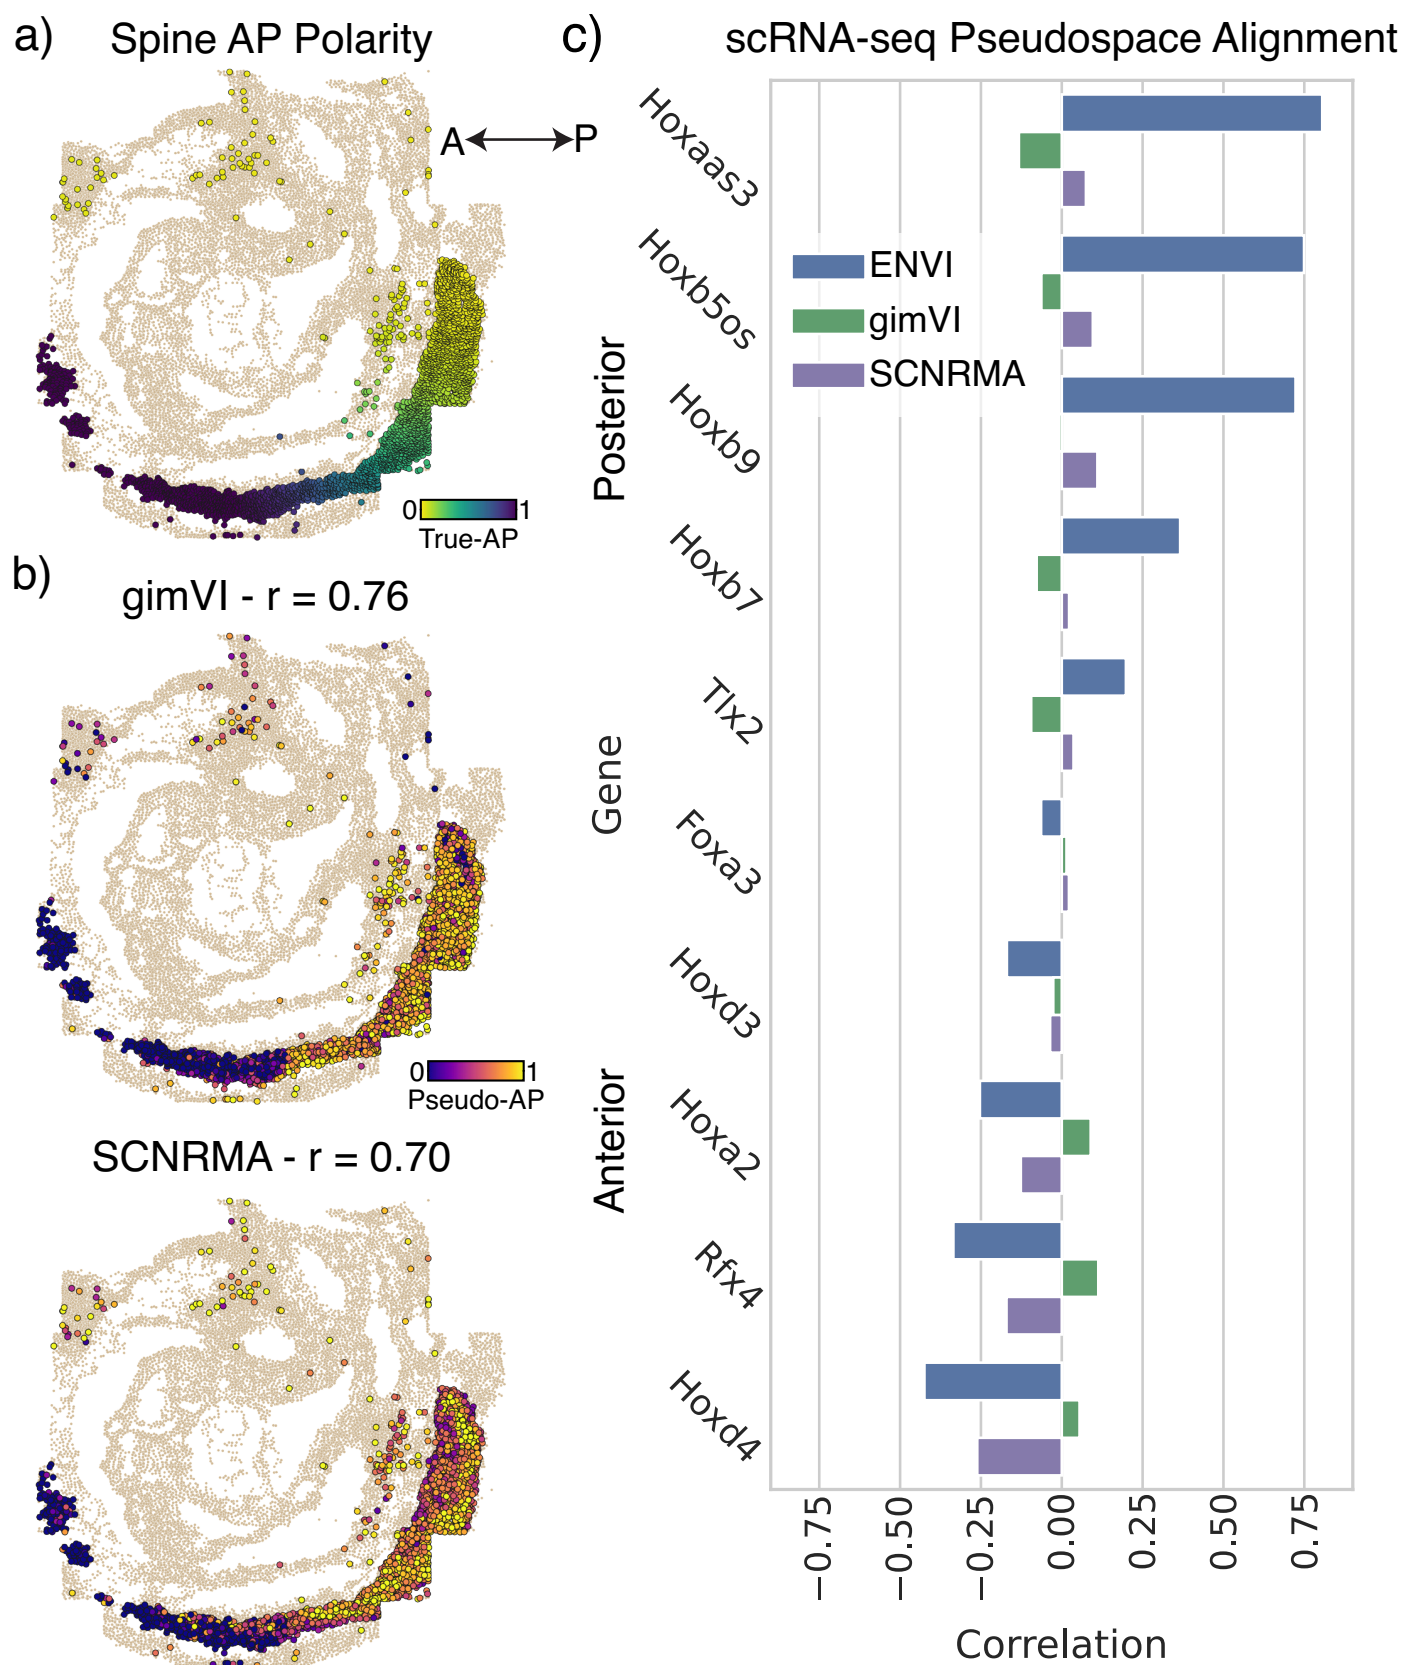 a) Spine AP Polarity
A P
0 1
True-AP
b)
gimVI - r = 0.76
0 1
Pseudo-AP
SCNRMA - r = 0.70
c) scRNA-seq Pseudospace Alignment
ENVI
gimVI
SCNRMA
Posterior
Gene
Anterior
Hoxaas3
Hoxb5os
Hoxb9
Hoxb7
Tlx2
Foxa3
Hoxd3
Hoxa2
Rfx4
Hoxd4
−0.75 −0.50 −0.25 0.00 0.25 0.50 0.75
Correlation